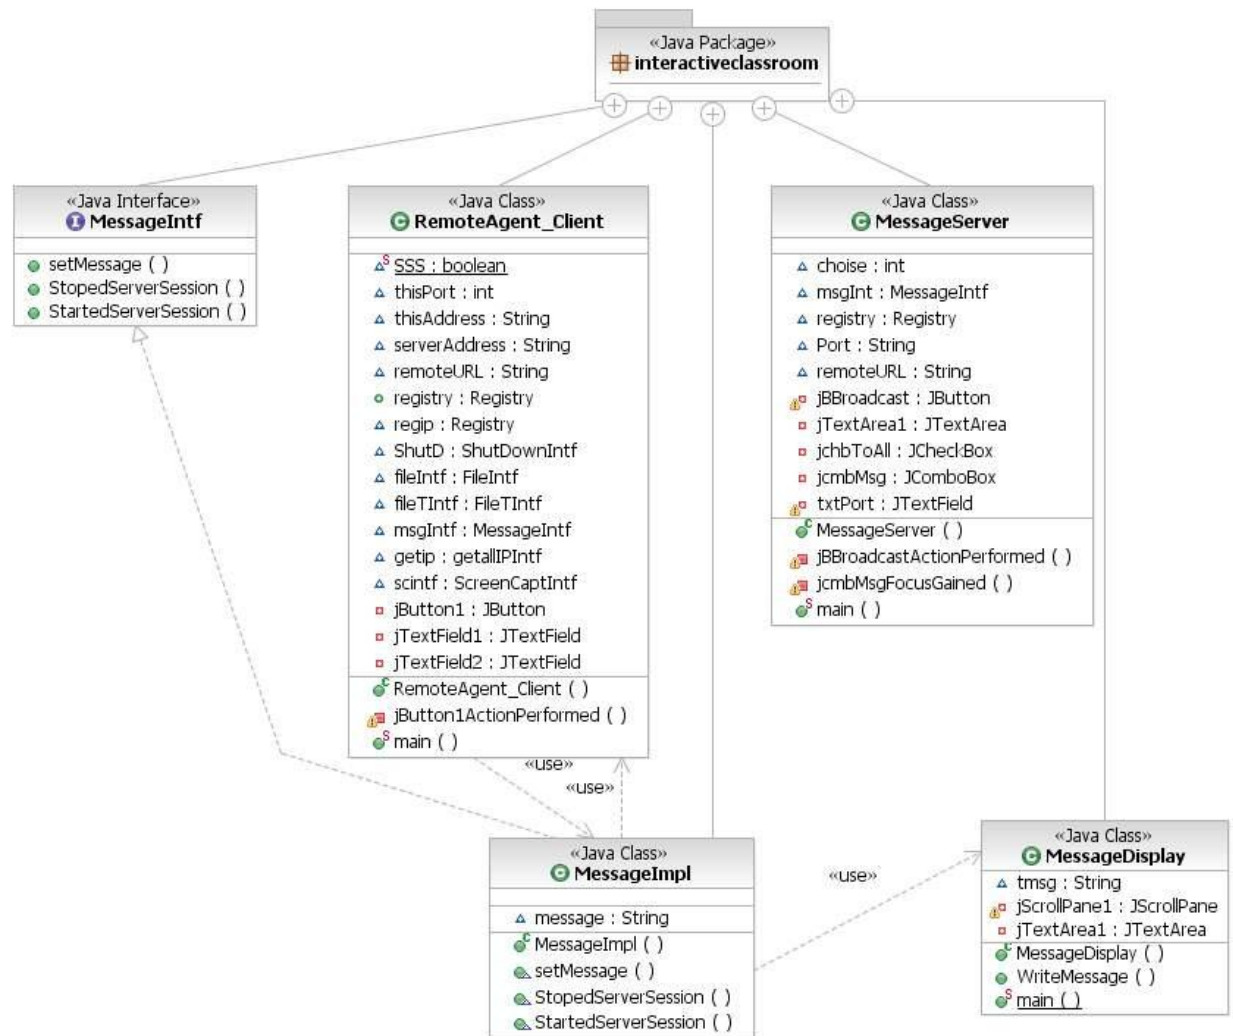 «Java Package»
interactiveclassroom
«Java Interface»
MessageIntf
setMessage ( )
StopedServerSession ( )
StartedServerSession ( )
«Java Class»
RemoteAgent_Client
SSS : boolean
thisPort : int
thisAddress : String
serverAddress : String
remoteURL : String
registry : Registry
regip : Registry
ShutD : ShutDownIntf
fileIntf : FileIntf
fileTIntf : FileTIntf
msgIntf : MessageIntf
getip : getallIPIntf
scintf : ScreenCaptIntf
jButton1 : JButton
jTextField1 : JTextField
jTextField2 : JTextField
RemoteAgent_Client ( )
jButton1ActionPerformed ( )
main ( )
«Java Class»
MessageServer
choise : int
msgInt : MessageIntf
registry : Registry
Port : String
remoteURL : String
jBBroadcast : JButton
jTextArea1 : JTextArea
jchbToAll : JCheckBox
jcmbMsg : JComboBox
txtPort : JTextField
MessageServer ( )
jBBroadcastActionPerformed ( )
jcmbMsgFocusGained ( )
main ( )
«use»
«use»
«Java Class»
MessageImpl
message : String
MessageImpl ( )
setMessage ( )
StopedServerSession ( )
StartedServerSession ( )
«use»
«Java Class»
MessageDisplay
tmsg : String
jScrollPane1 : JScrollPane
jTextArea1 : JTextArea
MessageDisplay ( )
WriteMessage ( )
main ( )